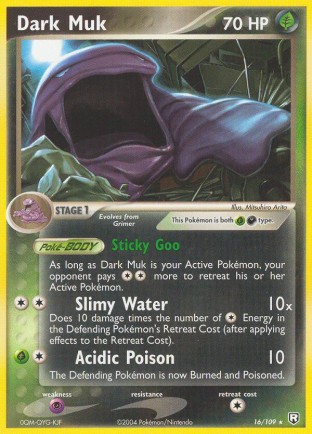 Dark Muk 70 HP
Illus. Mitsuhiro Arita
STAGE 1
Evolves from
Grimer
This Pokémon is both type.
Poké-BODY Sticky Goo
As long as Dark Muk is your Active Pokémon, your
opponent pays more to retreat his or her
Active Pokémon.
Slimy Water 10x
Does 10 damage times the number of Energy in
the Defending Pokémon's Retreat Cost (after applying
effects to the Retreat Cost).
Acidic Poison 10
The Defending Pokémon is now Burned and Poisoned.
weakness resistance retreat cost
0QM-QYG-KJF ©2004 Pokémon/Nintendo 16/109 ★ R